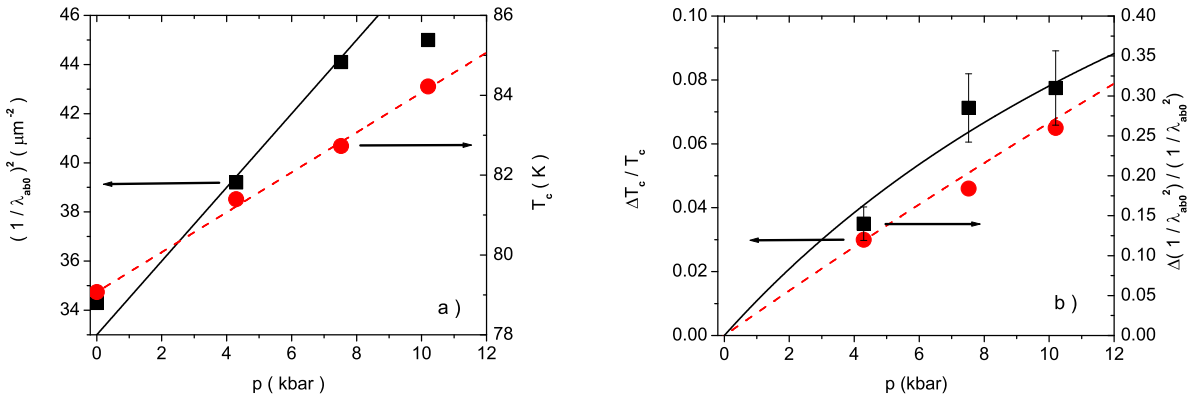 46
44
42
40
38
36
34
( 1 / λab0 )² ( μm⁻² )
86
84
82
80
78
Tc ( K )
0 2 4 6 8 10 12
p ( kbar )
a )
0.10
0.08
0.06
0.04
0.02
0.00
ΔTc / Tc
0.40
0.35
0.30
0.25
0.20
0.15
0.10
0.05
0.00
Δ( 1 / λab0² ) / ( 1 / λab0² )
0 2 4 6 8 10 12
p (kbar)
b )